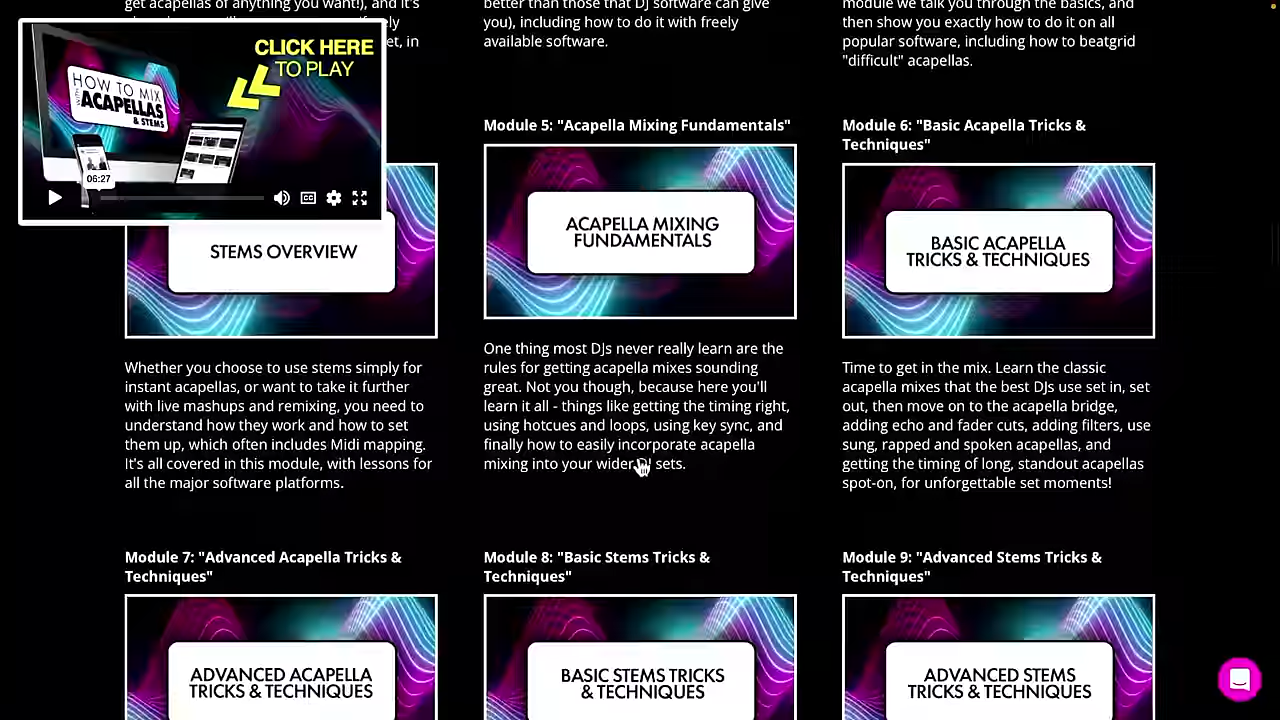 get acapellas of anything you want!), and it's
better than those that DJ software can give
you), including how to do it with freely
available software.
module we talk you through the basics, and
then show you exactly how to do it on all
popular software, including how to beatgrid
"difficult" acapellas.
CLICK HERE
TO PLAY
HOW TO MIX
WITH ACAPELLAS
& STEMS
06:27
CC
STEMS OVERVIEW
Whether you choose to use stems simply for
instant acapellas, or want to take it further
with live mashups and remixing, you need to
understand how they work and how to set
them up, which often includes Midi mapping.
It's all covered in this module, with lessons for
all the major software platforms.
Module 5: "Acapella Mixing Fundamentals"
ACAPELLA MIXING
FUNDAMENTALS
One thing most DJs never really learn are the
rules for getting acapella mixes sounding
great. Not you though, because here you'll
learn it all - things like getting the timing right,
using hotcues and loops, using key sync, and
finally how to easily incorporate acapella
mixing into your wider DJ sets.
Module 6: "Basic Acapella Tricks &
Techniques"
BASIC ACAPELLA
TRICKS & TECHNIQUES
Time to get in the mix. Learn the classic
acapella mixes that the best DJs use set in, set
out, then move on to the acapella bridge,
adding echo and fader cuts, adding filters, use
sung, rapped and spoken acapellas, and
getting the timing of long, standout acapellas
spot-on, for unforgettable set moments!
Module 7: "Advanced Acapella Tricks &
Techniques"
ADVANCED ACAPELLA
TRICKS & TECHNIQUES
Module 8: "Basic Stems Tricks &
Techniques"
BASIC STEMS TRICKS
& TECHNIQUES
Module 9: "Advanced Stems Tricks &
Techniques"
ADVANCED STEMS
TRICKS & TECHNIQUES